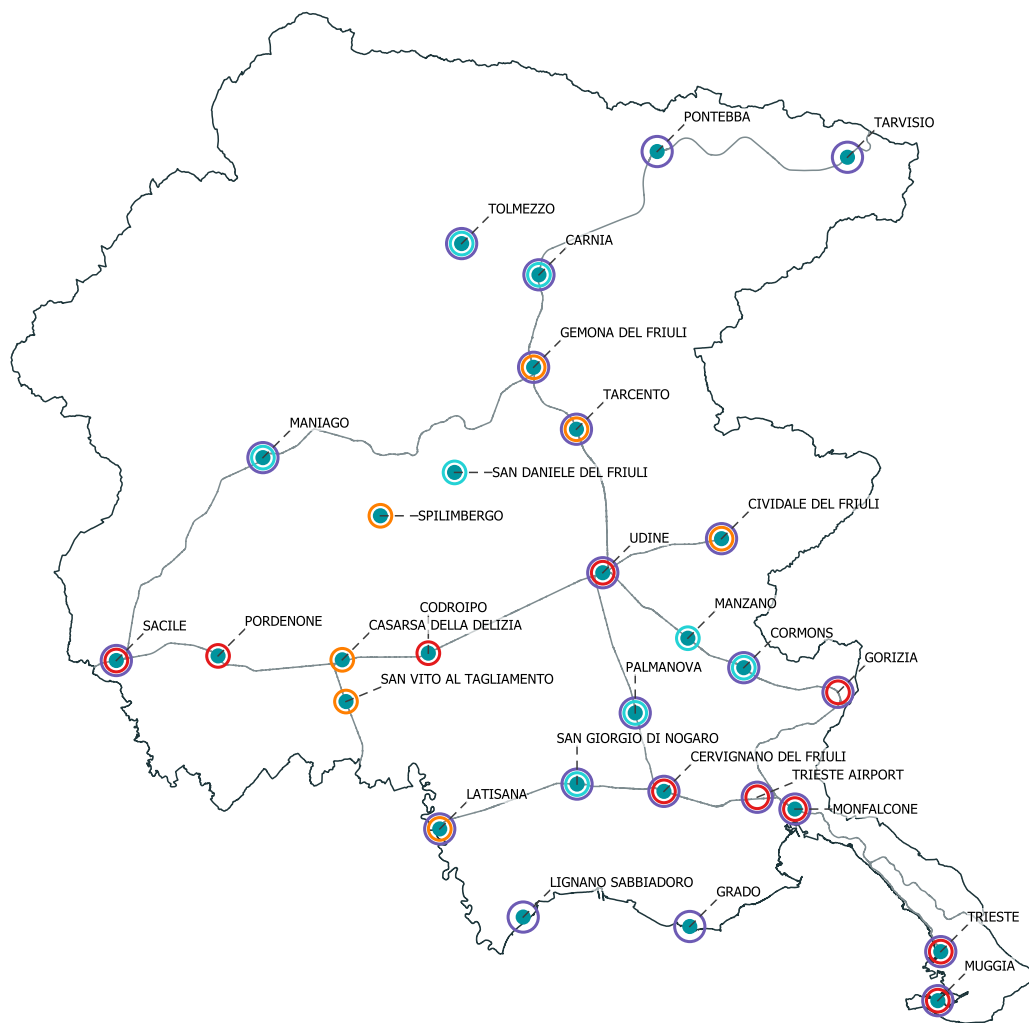 PONTEBBA
TARVISIO
TOLMEZZO
CARNIA
GEMONA DEL FRIULI
TARCENTO
MANIAGO
SAN DANIELE DEL FRIULI
CIVIDALE DEL FRIULI
SPILIMBERGO
UDINE
MANZANO
CODROIPO
PORDENONE
CASARSA DELLA DELIZIA
SACILE
CORMONS
GORIZIA
PALMANOVA
SAN VITO AL TAGLIAMENTO
SAN GIORGIO DI NOGARO
CERVIGNANO DEL FRIULI
TRIESTE AIRPORT
LATISANA
MONFALCONE
LIGNANO SABBIADORO
GRADO
TRIESTE
MUGGIA